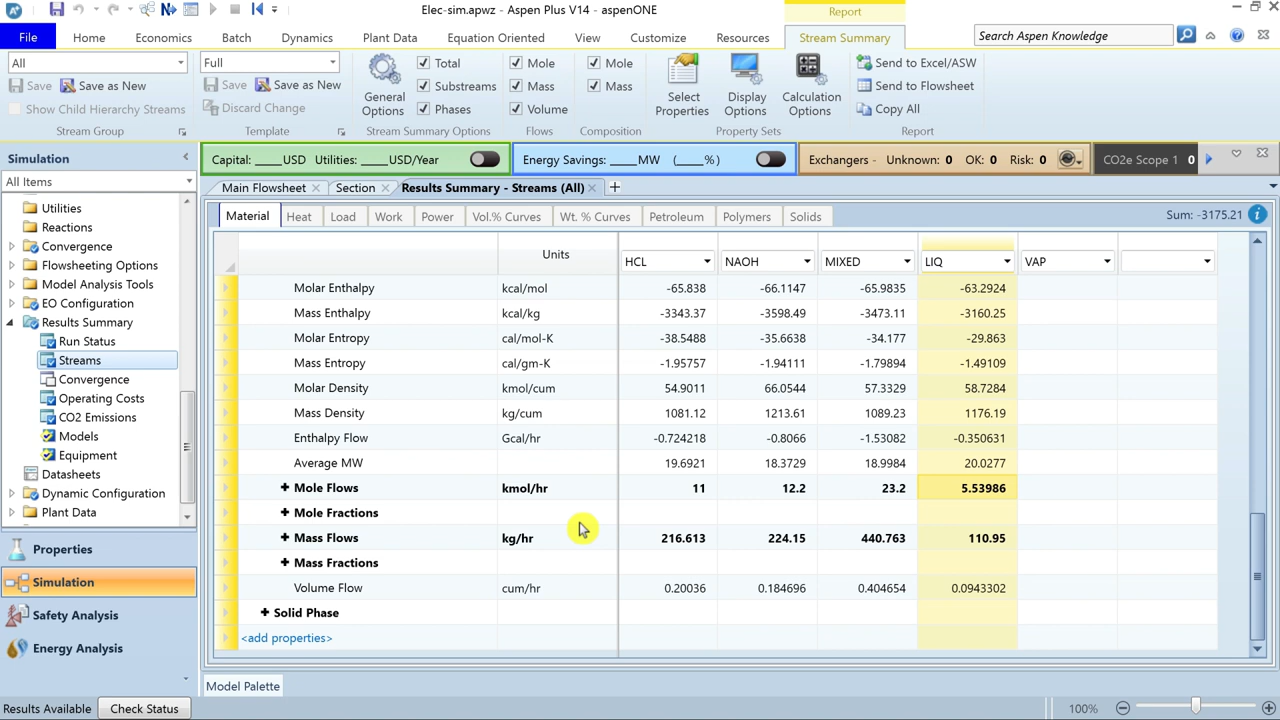 Elec-sim.apwz - Aspen Plus V14 - aspenONE
Report
File Home Economics Batch Dynamics Plant Data Equation Oriented View Customize Resources Stream Summary Search Aspen Knowledge
All Full Total Mole Mole Send to Excel/ASW
Save Save as New Save Save as New Substreams Mass Mass Send to Flowsheet
General Options Select Properties Display Options Calculation Options
Show Child Hierarchy Streams Discard Change Phases Volume Copy All
Stream Group Template Stream Summary Options Flows Composition Property Sets Report
Simulation Capital: _____USD Utilities: _____USD/Year Energy Savings: _____MW (_____%) Exchangers - Unknown: 0 OK: 0 Risk: 0 CO2e Scope 1 0
All Items Main Flowsheet Section Results Summary - Streams (All)
Material Heat Load Work Power Vol.% Curves Wt. % Curves Petroleum Polymers Solids Sum: -3175.21
Utilities
Reactions
Convergence
Flowsheeting Options
Model Analysis Tools
EO Configuration
Results Summary
Run Status
Streams
Convergence
Operating Costs
CO2 Emissions
Models
Equipment
Datasheets
Dynamic Configuration
Plant Data
Properties
Simulation
Safety Analysis
Energy Analysis
Units HCL NAOH MIXED LIQ VAP
Molar Enthalpy kcal/mol -65.838 -66.1147 -65.9835 -63.2924
Mass Enthalpy kcal/kg -3343.37 -3598.49 -3473.11 -3160.25
Molar Entropy cal/mol-K -38.5488 -35.6638 -34.177 -29.863
Mass Entropy cal/gm-K -1.95757 -1.94111 -1.79894 -1.49109
Molar Density kmol/cum 54.9011 66.0544 57.3329 58.7284
Mass Density kg/cum 1081.12 1213.61 1089.23 1176.19
Enthalpy Flow Gcal/hr -0.724218 -0.8066 -1.53083 -0.350631
Average MW 19.6921 18.3729 18.9984 20.0277
+ Mole Flows kmol/hr 11 12.2 23.2 5.53986
+ Mole Fractions
+ Mass Flows kg/hr 216.613 224.15 440.763 110.95
+ Mass Fractions
Volume Flow cum/hr 0.20036 0.184696 0.404654 0.0943302
+ Solid Phase
<add properties>
Model Palette
Results Available Check Status 100%